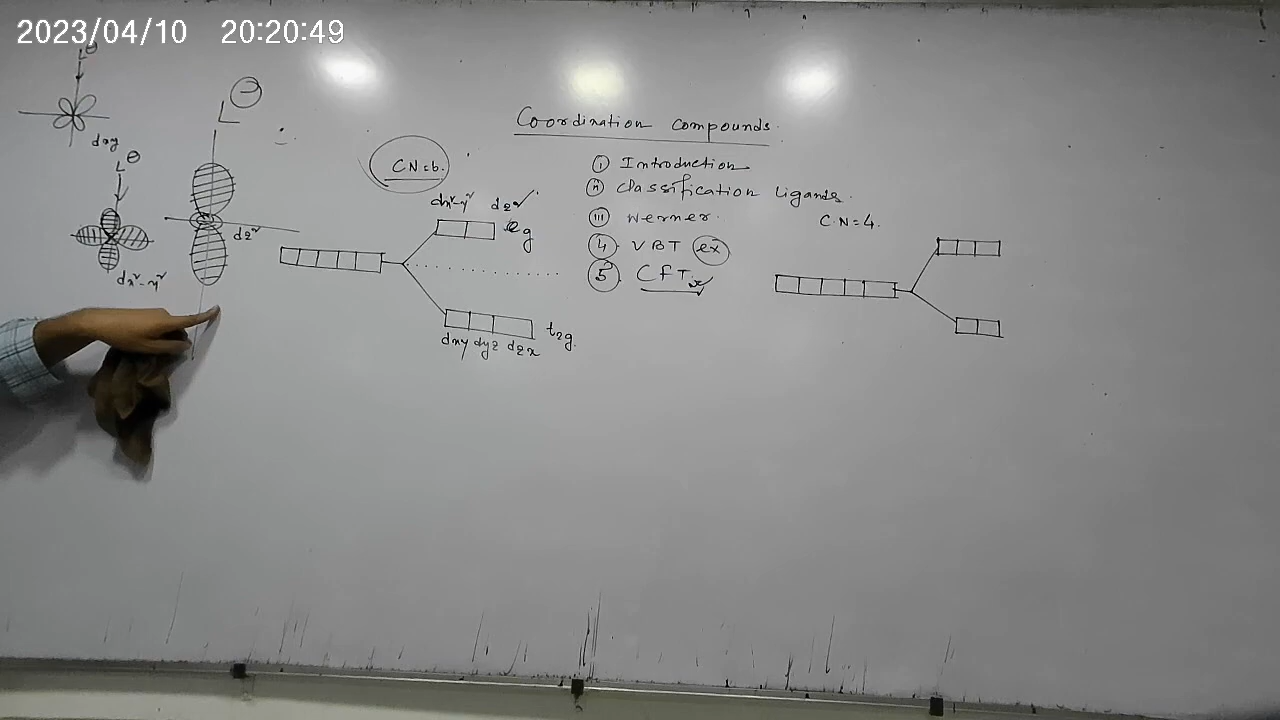 2023/04/10 20:20:49
L⊖
dxy
L⊖
dx²-y²
L⊖
dz²
CN=6.
dx²-y² dz² ✓
eg
t2g.
dxy dyz dzx
Coordination compounds.
(I) Introduction
(II) Classification Ligands.
(III) Werner.
(4) VBT (ex)
(5) CFT
C.N=4.